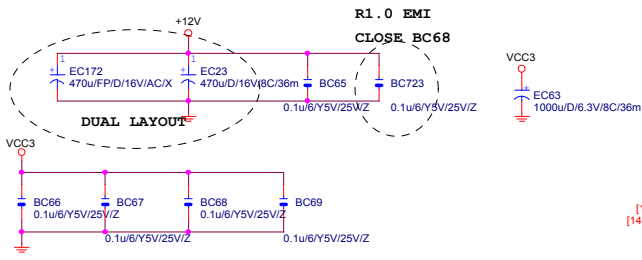 R1.0 EMI
CLOSE BC68
+12V
1
+
EC172
470u/FP/D/16V/AC/X
1
+
EC23
470u/D/16V/8C/36m
BC65
0.1u/6/Y5V/25V/Z
BC723
0.1u/6/Y5V/25V/Z
DUAL LAYOUT
VCC3
+
EC63
1000u/D/6.3V/8C/36m
VCC3
BC66
0.1u/6/Y5V/25V/Z
BC67
0.1u/6/Y5V/25V/Z
BC68
0.1u/6/Y5V/25V/Z
BC69
0.1u/6/Y5V/25V/Z
[1
[14